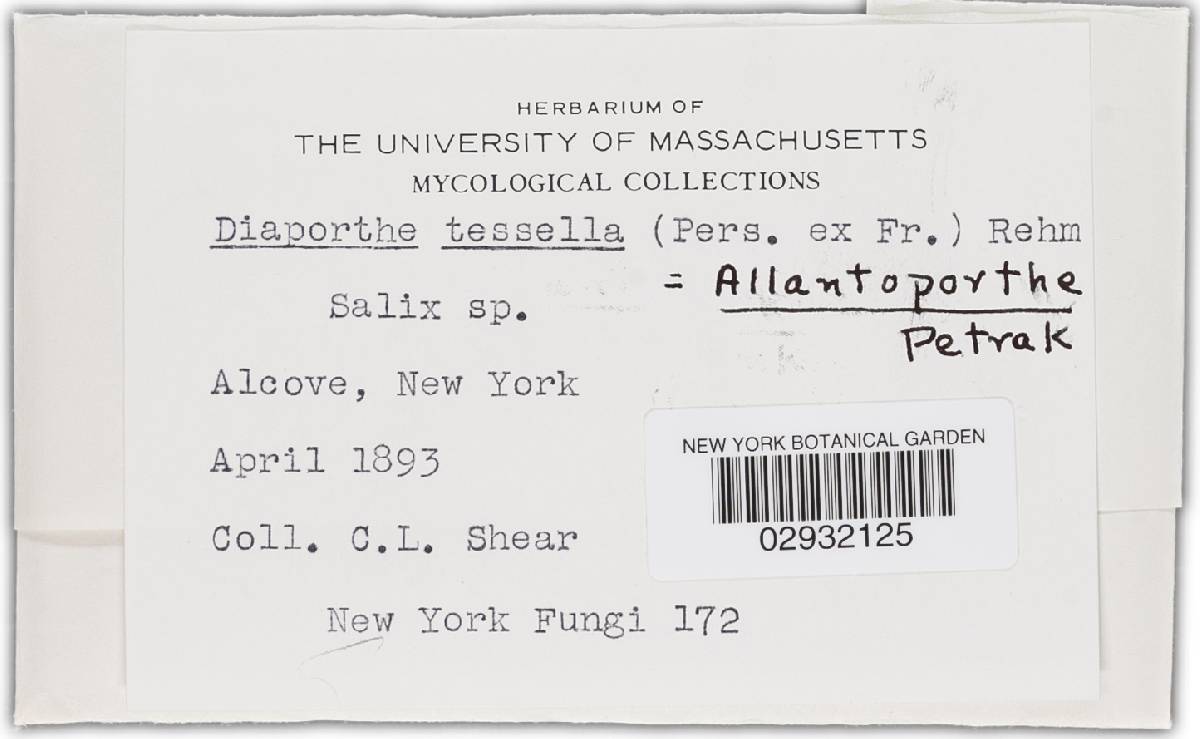 HERBARIUM OF
THE UNIVERSITY OF MASSACHUSETTS
MYCOLOGICAL COLLECTIONS
Diaporthe tessella (Pers. ex Fr.) Rehm
= Allantoporthe
Petrak
Salix sp.
Alcove, New York
April 1893
Coll. C.L. Shear
New York Fungi 172
NEW YORK BOTANICAL GARDEN
02932125